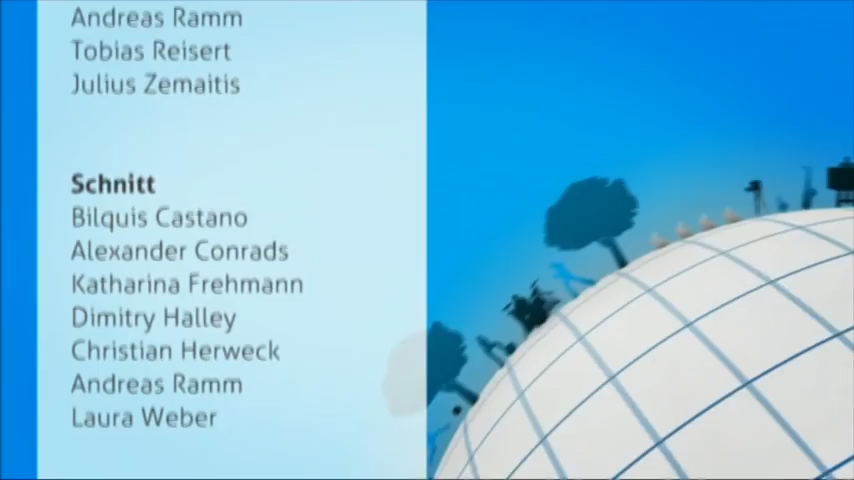 Andreas Ramm
Tobias Reisert
Julius Zemaitis
Schnitt
Bilquis Castano
Alexander Conrads
Katharina Frehmann
Dimitry Halley
Christian Herweck
Andreas Ramm
Laura Weber